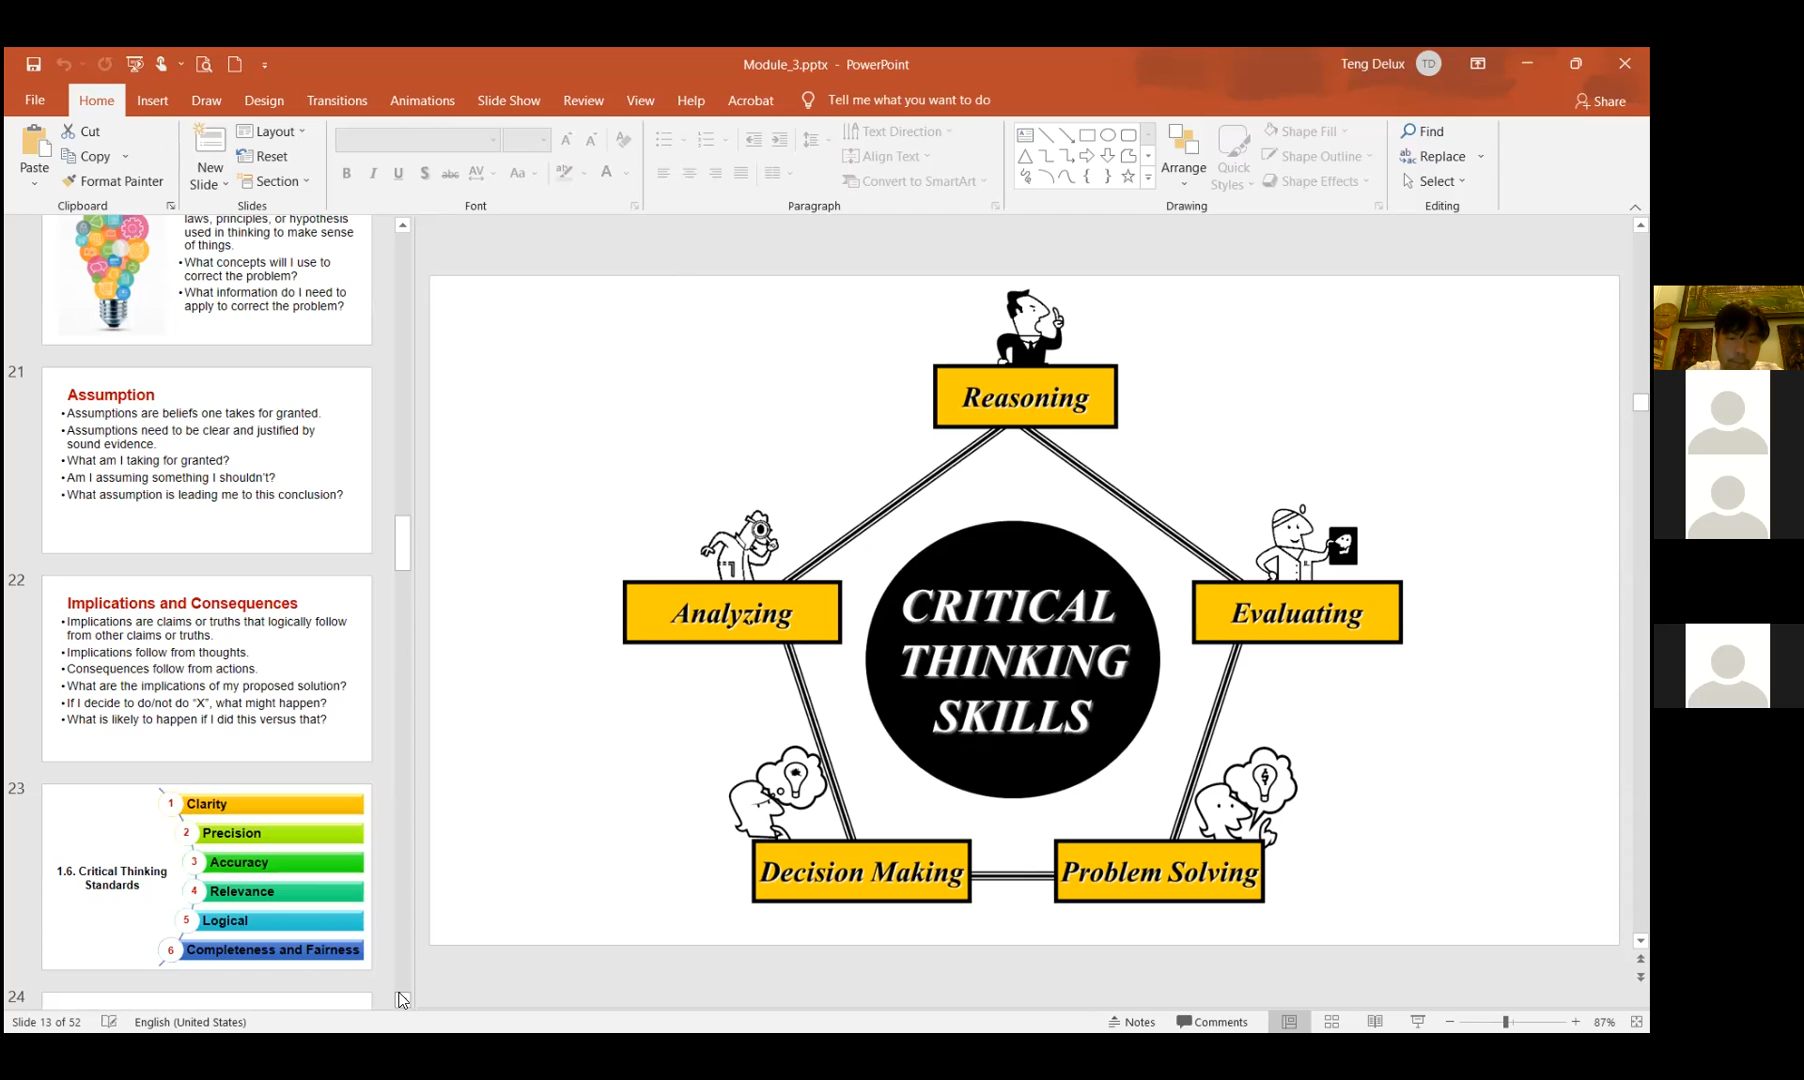 Module_3.pptx - PowerPoint
Teng Delux
TD
File
Home
Insert
Draw
Design
Transitions
Animations
Slide Show
Review
View
Help
Acrobat
Tell me what you want to do
Share
Paste
Cut
Copy
Format Painter
Clipboard
New
Slide
Layout
Reset
Section
Slides
B I U S abc AV Aa A
Font
Text Direction
Align Text
Convert to SmartArt
Paragraph
Arrange
Quick
Styles
Shape Fill
Shape Outline
Shape Effects
Drawing
Find
Replace
Select
Editing
laws, principles, or hypothesis
used in thinking to make sense
of things.
•What concepts will I use to
correct the problem?
•What information do I need to
apply to correct the problem?
21
Assumption
•Assumptions are beliefs one takes for granted.
•Assumptions need to be clear and justified by
sound evidence.
•What am I taking for granted?
•Am I assuming something I shouldn't?
•What assumption is leading me to this conclusion?
22
Implications and Consequences
•Implications are claims or truths that logically follow
from other claims or truths.
•Implications follow from thoughts.
•Consequences follow from actions.
•What are the implications of my proposed solution?
•If I decide to do/not do “X”, what might happen?
•What is likely to happen if I did this versus that?
23
1.6. Critical Thinking
Standards
1 Clarity
2 Precision
3 Accuracy
4 Relevance
5 Logical
6 Completeness and Fairness
24
Reasoning
Analyzing
Evaluating
CRITICAL
THINKING
SKILLS
Decision Making
Problem Solving
Slide 13 of 52
English (United States)
Notes
Comments
87%